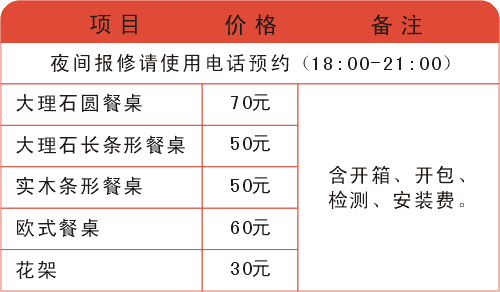 项目 价格 备注
夜间报修请使用电话预约（18:00-21:00）
大理石圆餐桌 70元
大理石长条形餐桌 50元
实木条形餐桌 50元
欧式餐桌 60元
花架 30元
含开箱、开包、
检测、安装费。